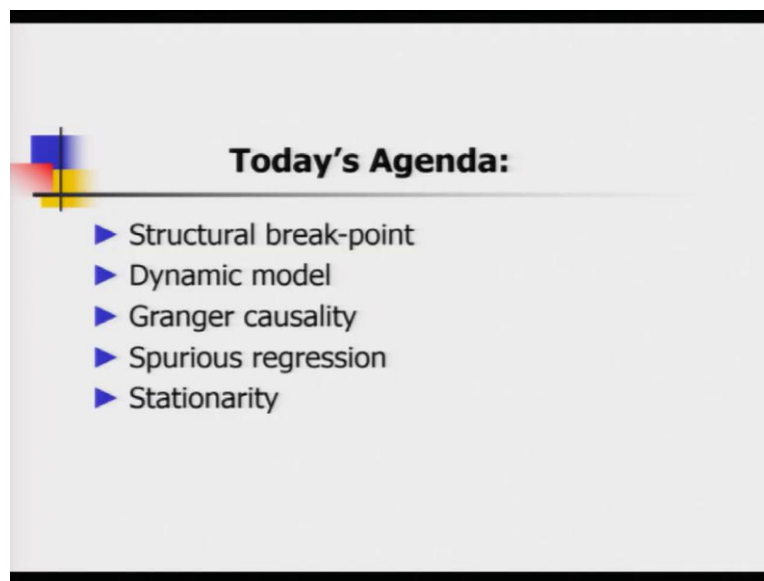 Today's Agenda:
Structural break-point
Dynamic model
Granger causality
Spurious regression
Stationarity